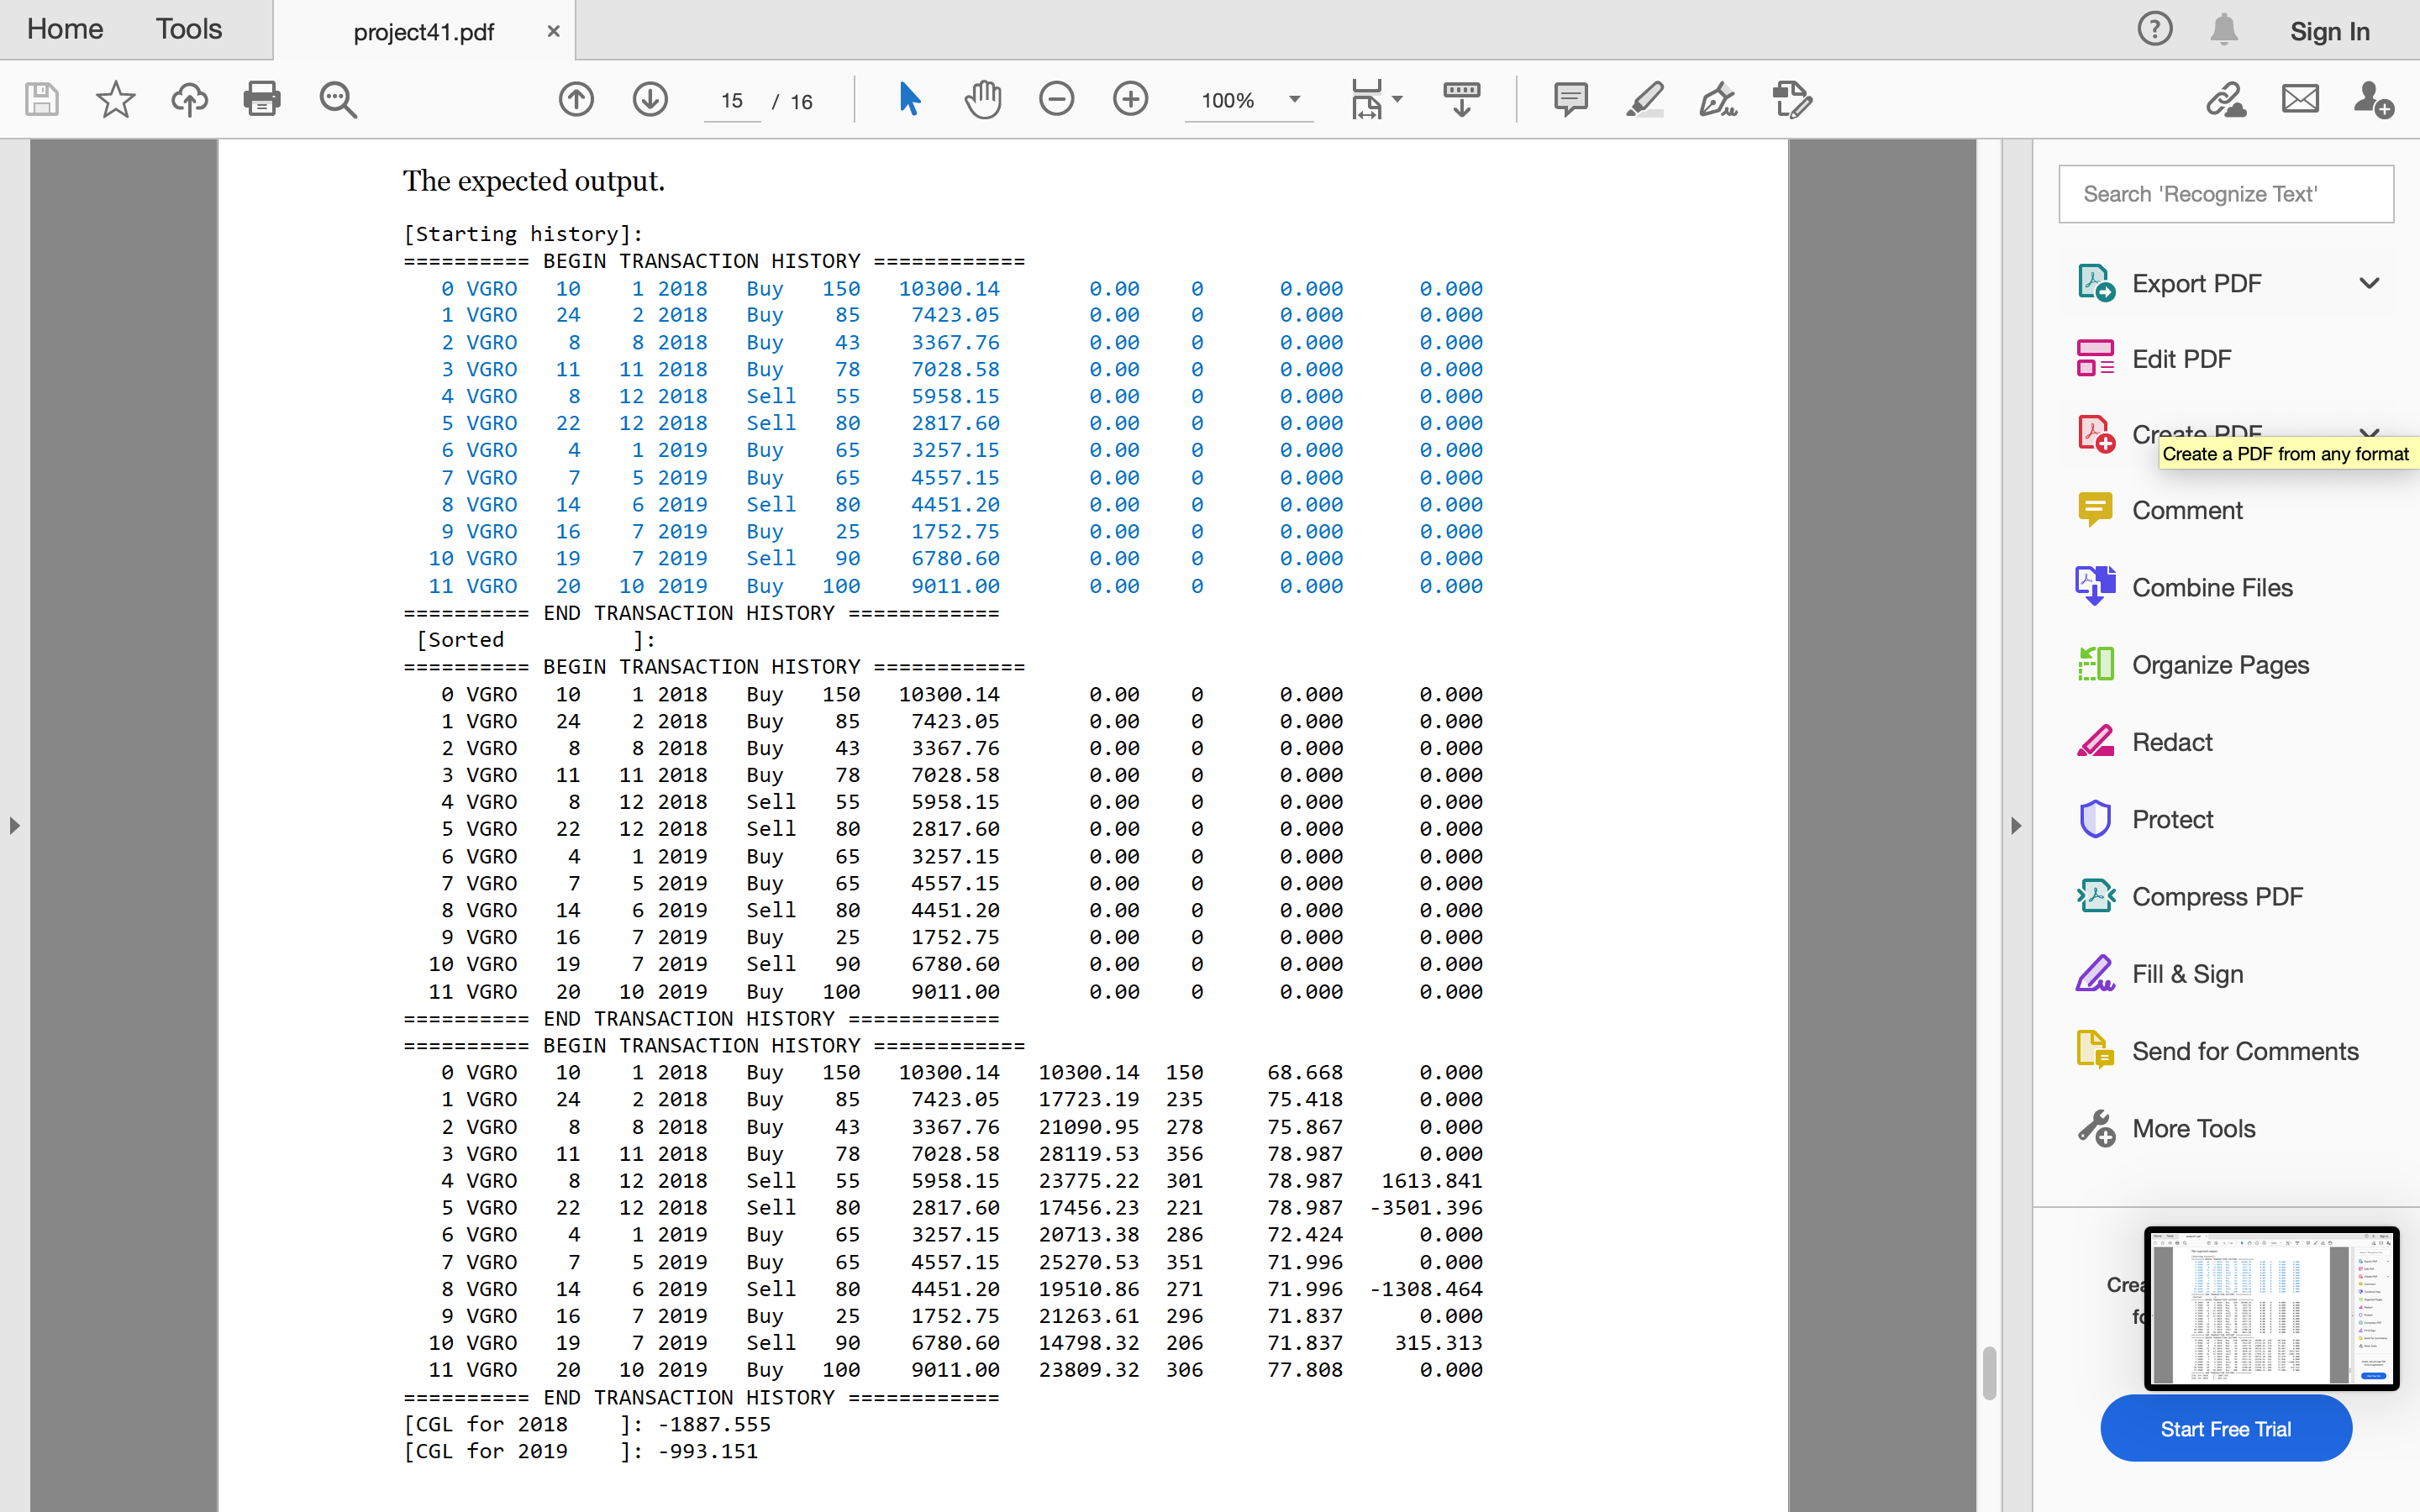 Home Tools project41.pdf × ? Sign In
15 / 16 100%
The expected output.
[Starting history]:
========== BEGIN TRANSACTION HISTORY ============
0 VGRO 10 1 2018 Buy 150 10300.14 0.00 0 0.000 0.000
1 VGRO 24 2 2018 Buy 85 7423.05 0.00 0 0.000 0.000
2 VGRO 8 8 2018 Buy 43 3367.76 0.00 0 0.000 0.000
3 VGRO 11 11 2018 Buy 78 7028.58 0.00 0 0.000 0.000
4 VGRO 8 12 2018 Sell 55 5958.15 0.00 0 0.000 0.000
5 VGRO 22 12 2018 Sell 80 2817.60 0.00 0 0.000 0.000
6 VGRO 4 1 2019 Buy 65 3257.15 0.00 0 0.000 0.000
7 VGRO 7 5 2019 Buy 65 4557.15 0.00 0 0.000 0.000
8 VGRO 14 6 2019 Sell 80 4451.20 0.00 0 0.000 0.000
9 VGRO 16 7 2019 Buy 25 1752.75 0.00 0 0.000 0.000
10 VGRO 19 7 2019 Sell 90 6780.60 0.00 0 0.000 0.000
11 VGRO 20 10 2019 Buy 100 9011.00 0.00 0 0.000 0.000
========== END TRANSACTION HISTORY ============
[Sorted ]:
========== BEGIN TRANSACTION HISTORY ============
0 VGRO 10 1 2018 Buy 150 10300.14 0.00 0 0.000 0.000
1 VGRO 24 2 2018 Buy 85 7423.05 0.00 0 0.000 0.000
2 VGRO 8 8 2018 Buy 43 3367.76 0.00 0 0.000 0.000
3 VGRO 11 11 2018 Buy 78 7028.58 0.00 0 0.000 0.000
4 VGRO 8 12 2018 Sell 55 5958.15 0.00 0 0.000 0.000
5 VGRO 22 12 2018 Sell 80 2817.60 0.00 0 0.000 0.000
6 VGRO 4 1 2019 Buy 65 3257.15 0.00 0 0.000 0.000
7 VGRO 7 5 2019 Buy 65 4557.15 0.00 0 0.000 0.000
8 VGRO 14 6 2019 Sell 80 4451.20 0.00 0 0.000 0.000
9 VGRO 16 7 2019 Buy 25 1752.75 0.00 0 0.000 0.000
10 VGRO 19 7 2019 Sell 90 6780.60 0.00 0 0.000 0.000
11 VGRO 20 10 2019 Buy 100 9011.00 0.00 0 0.000 0.000
========== END TRANSACTION HISTORY ============
========== BEGIN TRANSACTION HISTORY ============
0 VGRO 10 1 2018 Buy 150 10300.14 10300.14 150 68.668 0.000
1 VGRO 24 2 2018 Buy 85 7423.05 17723.19 235 75.418 0.000
2 VGRO 8 8 2018 Buy 43 3367.76 21090.95 278 75.867 0.000
3 VGRO 11 11 2018 Buy 78 7028.58 28119.53 356 78.987 0.000
4 VGRO 8 12 2018 Sell 55 5958.15 23775.22 301 78.987 1613.841
5 VGRO 22 12 2018 Sell 80 2817.60 17456.23 221 78.987 -3501.396
6 VGRO 4 1 2019 Buy 65 3257.15 20713.38 286 72.424 0.000
7 VGRO 7 5 2019 Buy 65 4557.15 25270.53 351 71.996 0.000
8 VGRO 14 6 2019 Sell 80 4451.20 19510.86 271 71.996 -1308.464
9 VGRO 16 7 2019 Buy 25 1752.75 21263.61 296 71.837 0.000
10 VGRO 19 7 2019 Sell 90 6780.60 14798.32 206 71.837 315.313
11 VGRO 20 10 2019 Buy 100 9011.00 23809.32 306 77.808 0.000
========== END TRANSACTION HISTORY ============
[CGL for 2018 ]: -1887.555
[CGL for 2019 ]: -993.151
Search 'Recognize Text'
Export PDF
Edit PDF
Create PDF
Create a PDF from any format
Comment
Combine Files
Organize Pages
Redact
Protect
Compress PDF
Fill & Sign
Send for Comments
More Tools
Start Free Trial